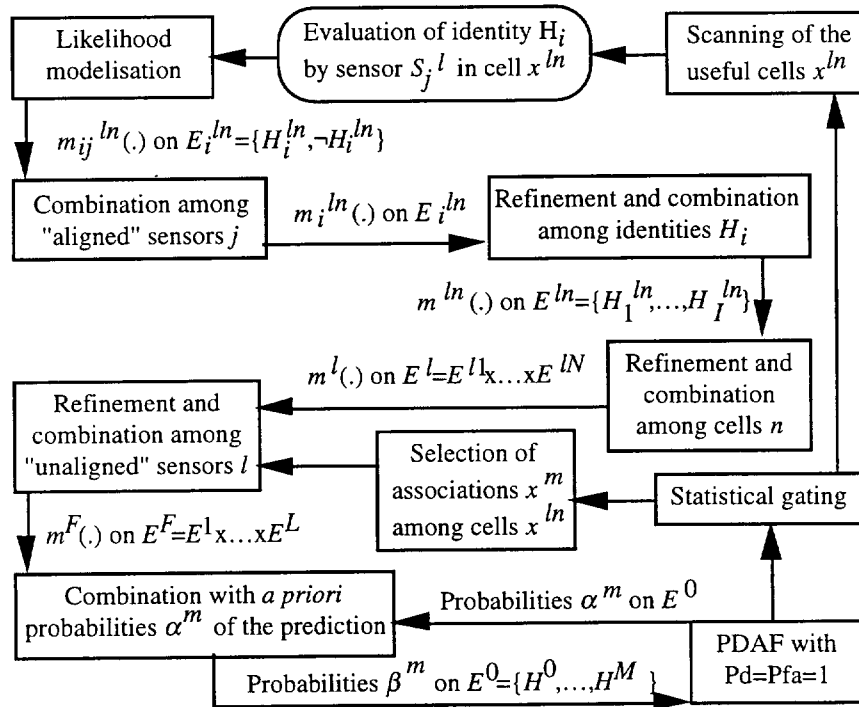 Likelihood
modelisation
Evaluation of identity H_i
by sensor S_j^l in cell x^ln
Scanning of the
useful cells x^ln
m_ij^ln(.) on E_i^ln={H_i^ln,¬H_i^ln}
Combination among
"aligned" sensors j
m_i^ln(.) on E_i^ln
Refinement and combination
among identities H_i
m^ln(.) on E^ln={H_1^ln,...,H_I^ln}
Refinement and
combination among
"unaligned" sensors l
m^l(.) on E^l=E^l1x...xE^lN
Refinement and
combination
among cells n
Selection of
associations x^m
among cells x^ln
Statistical gating
m^F(.) on E^F=E^1x...xE^L
Combination with a priori
probabilities α^m of the prediction
Probabilities α^m on E^0
PDAF with
Pd=Pfa=1
Probabilities β^m on E^0={H^0,...,H^M}